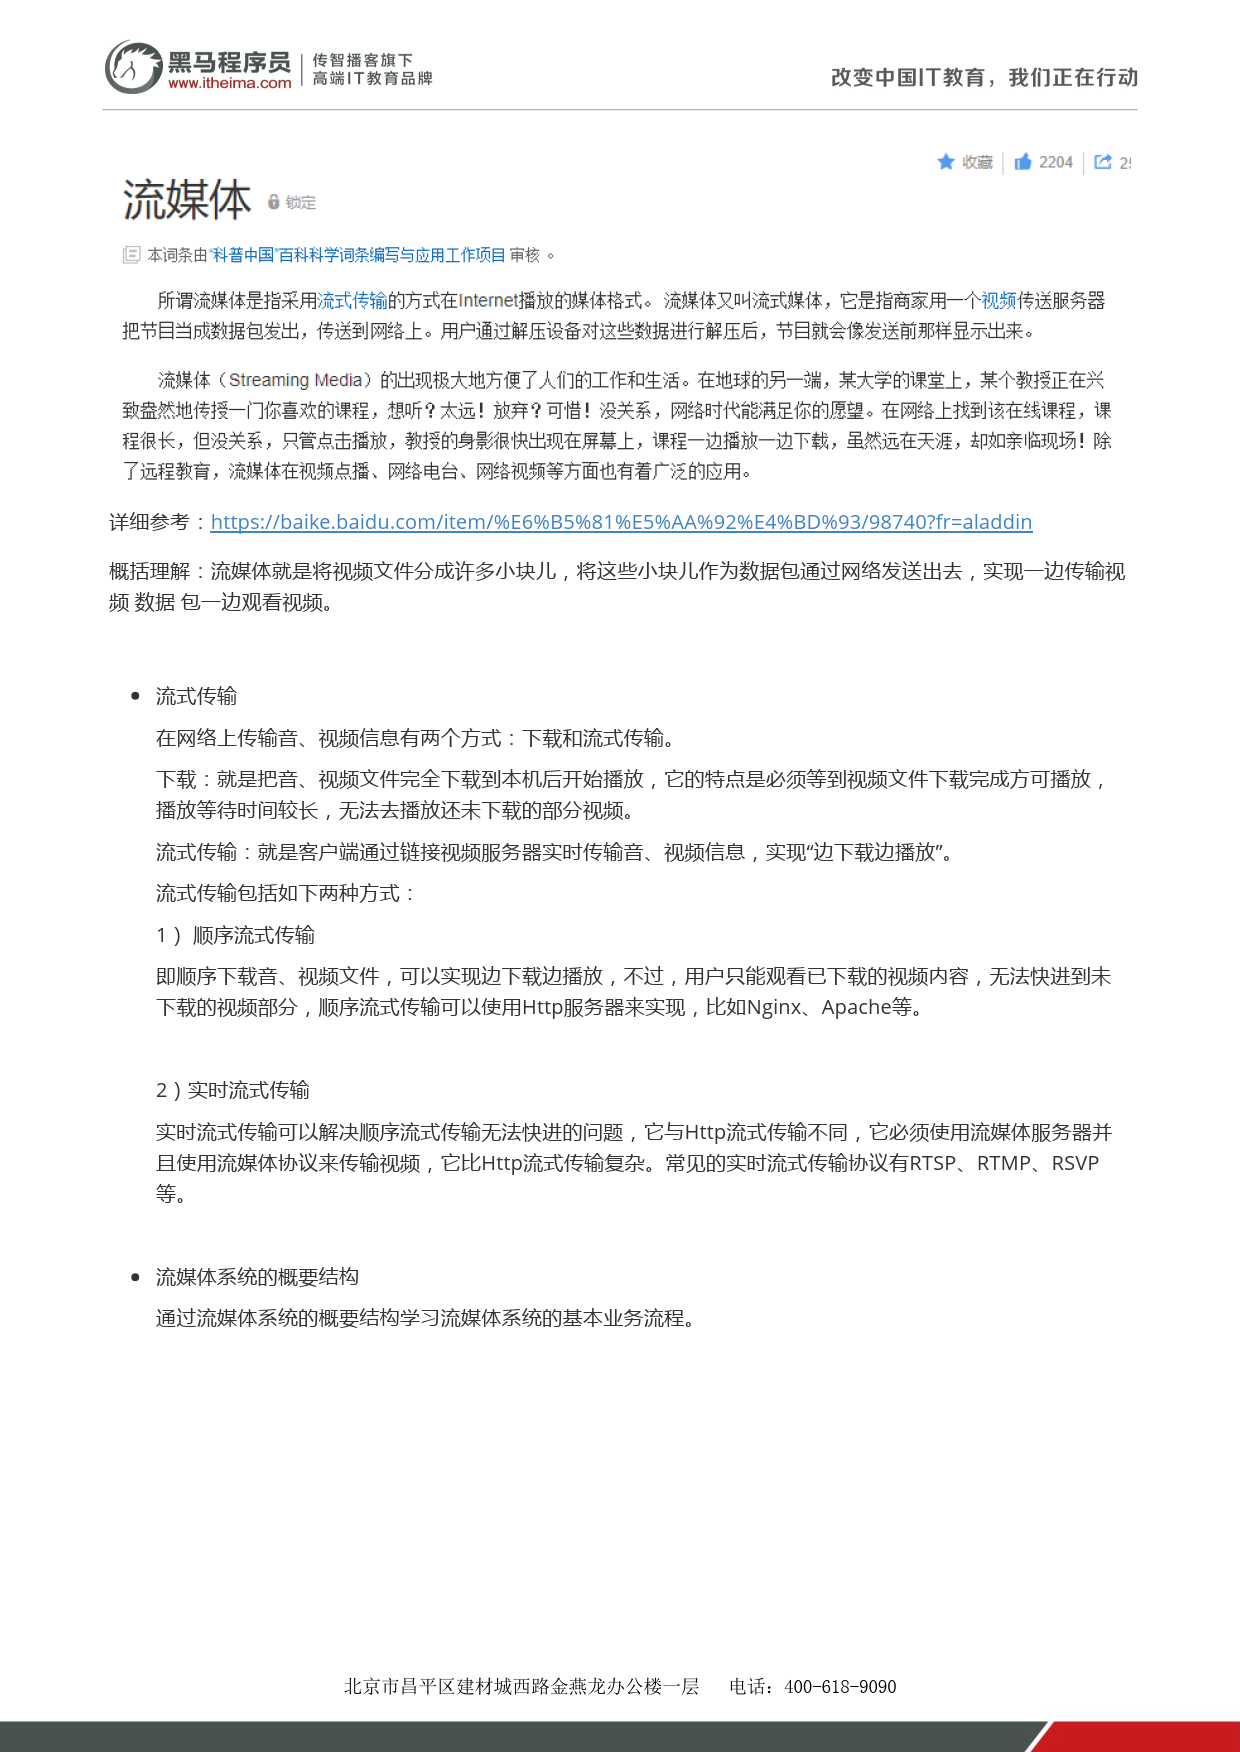 黑马程序员
www.itheima.com
传智播客旗下
高端IT教育品牌
改变中国IT教育，我们正在行动
收藏 2204
流媒体 锁定
本词条由“科普中国”百科科学词条编写与应用工作项目 审核 。
所谓流媒体是指采用流式传输的方式在Internet播放的媒体格式。 流媒体又叫流式媒体，它是指商家用一个视频传送服务器
把节目当成数据包发出，传送到网络上。用户通过解压设备对这些数据进行解压后，节目就会像发送前那样显示出来。
流媒体（Streaming Media）的出现极大地方便了人们的工作和生活。在地球的另一端，某大学的课堂上，某个教授正在兴
致盎然地传授一门你喜欢的课程，想听？太远！放弃？可惜！没关系，网络时代能满足你的愿望。在网络上找到该在线课程，课
程很长，但没关系，只管点击播放，教授的身影很快出现在屏幕上，课程一边播放一边下载，虽然远在天涯，却如亲临现场！除
了远程教育，流媒体在视频点播、网络电台、网络视频等方面也有着广泛的应用。
详细参考：https://baike.baidu.com/item/%E6%B5%81%E5%AA%92%E4%BD%93/98740?fr=aladdin
概括理解：流媒体就是将视频文件分成许多小块儿，将这些小块儿作为数据包通过网络发送出去，实现一边传输视
频 数据 包一边观看视频。
• 流式传输
在网络上传输音、视频信息有两个方式：下载和流式传输。
下载：就是把音、视频文件完全下载到本机后开始播放，它的特点是必须等到视频文件下载完成方可播放，
播放等待时间较长，无法去播放还未下载的部分视频。
流式传输：就是客户端通过链接视频服务器实时传输音、视频信息，实现“边下载边播放”。
流式传输包括如下两种方式：
1） 顺序流式传输
即顺序下载音、视频文件，可以实现边下载边播放，不过，用户只能观看已下载的视频内容，无法快进到未
下载的视频部分，顺序流式传输可以使用Http服务器来实现，比如Nginx、Apache等。
2）实时流式传输
实时流式传输可以解决顺序流式传输无法快进的问题，它与Http流式传输不同，它必须使用流媒体服务器并
且使用流媒体协议来传输视频，它比Http流式传输复杂。常见的实时流式传输协议有RTSP、RTMP、RSVP
等。
• 流媒体系统的概要结构
通过流媒体系统的概要结构学习流媒体系统的基本业务流程。
北京市昌平区建材城西路金燕龙办公楼一层 电话：400-618-9090